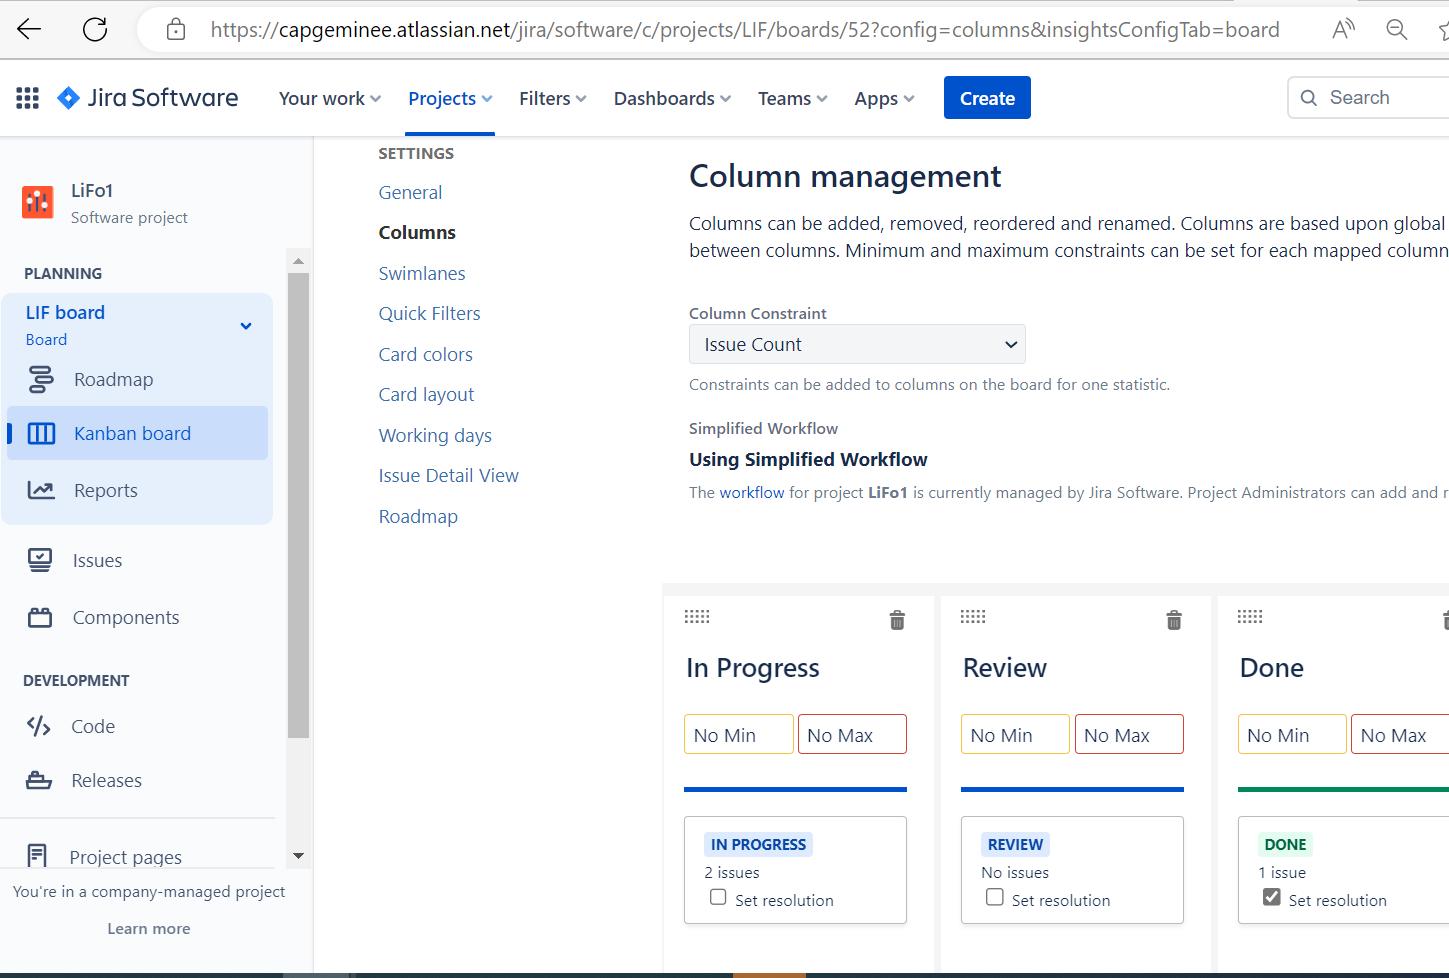 https://capgeminee.atlassian.net/jira/software/c/projects/LIF/boards/52?config=columns&insightsConfigTab=board
Jira Software
Your work
Projects
Filters
Dashboards
Teams
Apps
Create
Search
LiFo1
Software project
PLANNING
LIF board
Board
Roadmap
Kanban board
Reports
Issues
Components
DEVELOPMENT
Code
Releases
Project pages
You're in a company-managed project
Learn more
SETTINGS
General
Columns
Swimlanes
Quick Filters
Card colors
Card layout
Working days
Issue Detail View
Roadmap
Column management
Columns can be added, removed, reordered and renamed. Columns are based upon global
between columns. Minimum and maximum constraints can be set for each mapped column
Column Constraint
Issue Count
Constraints can be added to columns on the board for one statistic.
Simplified Workflow
Using Simplified Workflow
The workflow for project LiFo1 is currently managed by Jira Software. Project Administrators can add and r
In Progress
No Min No Max
IN PROGRESS
2 issues
Set resolution
Review
No Min No Max
REVIEW
No issues
Set resolution
Done
No Min No Max
DONE
1 issue
Set resolution